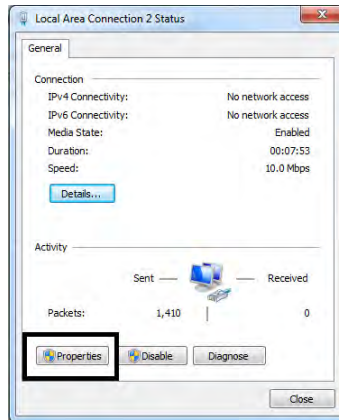 Local Area Connection 2 Status
General
Connection
IPv4 Connectivity: No network access
IPv6 Connectivity: No network access
Media State: Enabled
Duration: 00:07:53
Speed: 10.0 Mbps
Details...
Activity
Sent Received
Packets: 1,410 0
Properties Disable Diagnose
Close